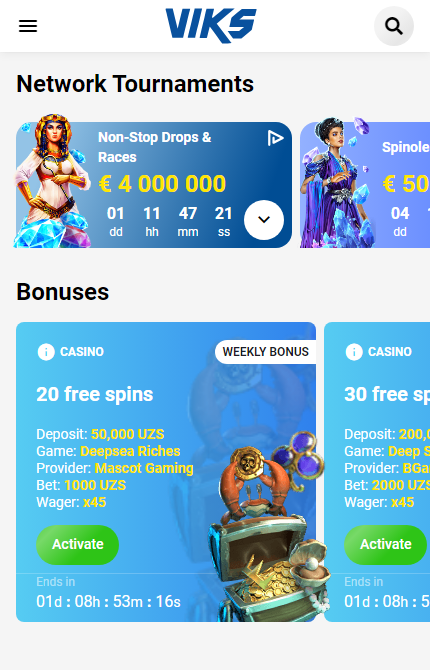 VIKS
Network Tournaments
Non-Stop Drops &
Races
€ 4 000 000
01 11 47 21
dd hh mm ss
Spinole
€ 50
04
dd
Bonuses
CASINO
WEEKLY BONUS
20 free spins
Deposit: 50,000 UZS
Game: Deepsea Riches
Provider: Mascot Gaming
Bet: 1000 UZS
Wager: x45
Activate
Ends in
01d : 08h : 53m : 16s
CASINO
30 free sp
Deposit: 200,
Game: Deep S
Provider: BGa
Bet: 2000 UZS
Wager: x45
Activate
Ends in
01d : 08h : 5